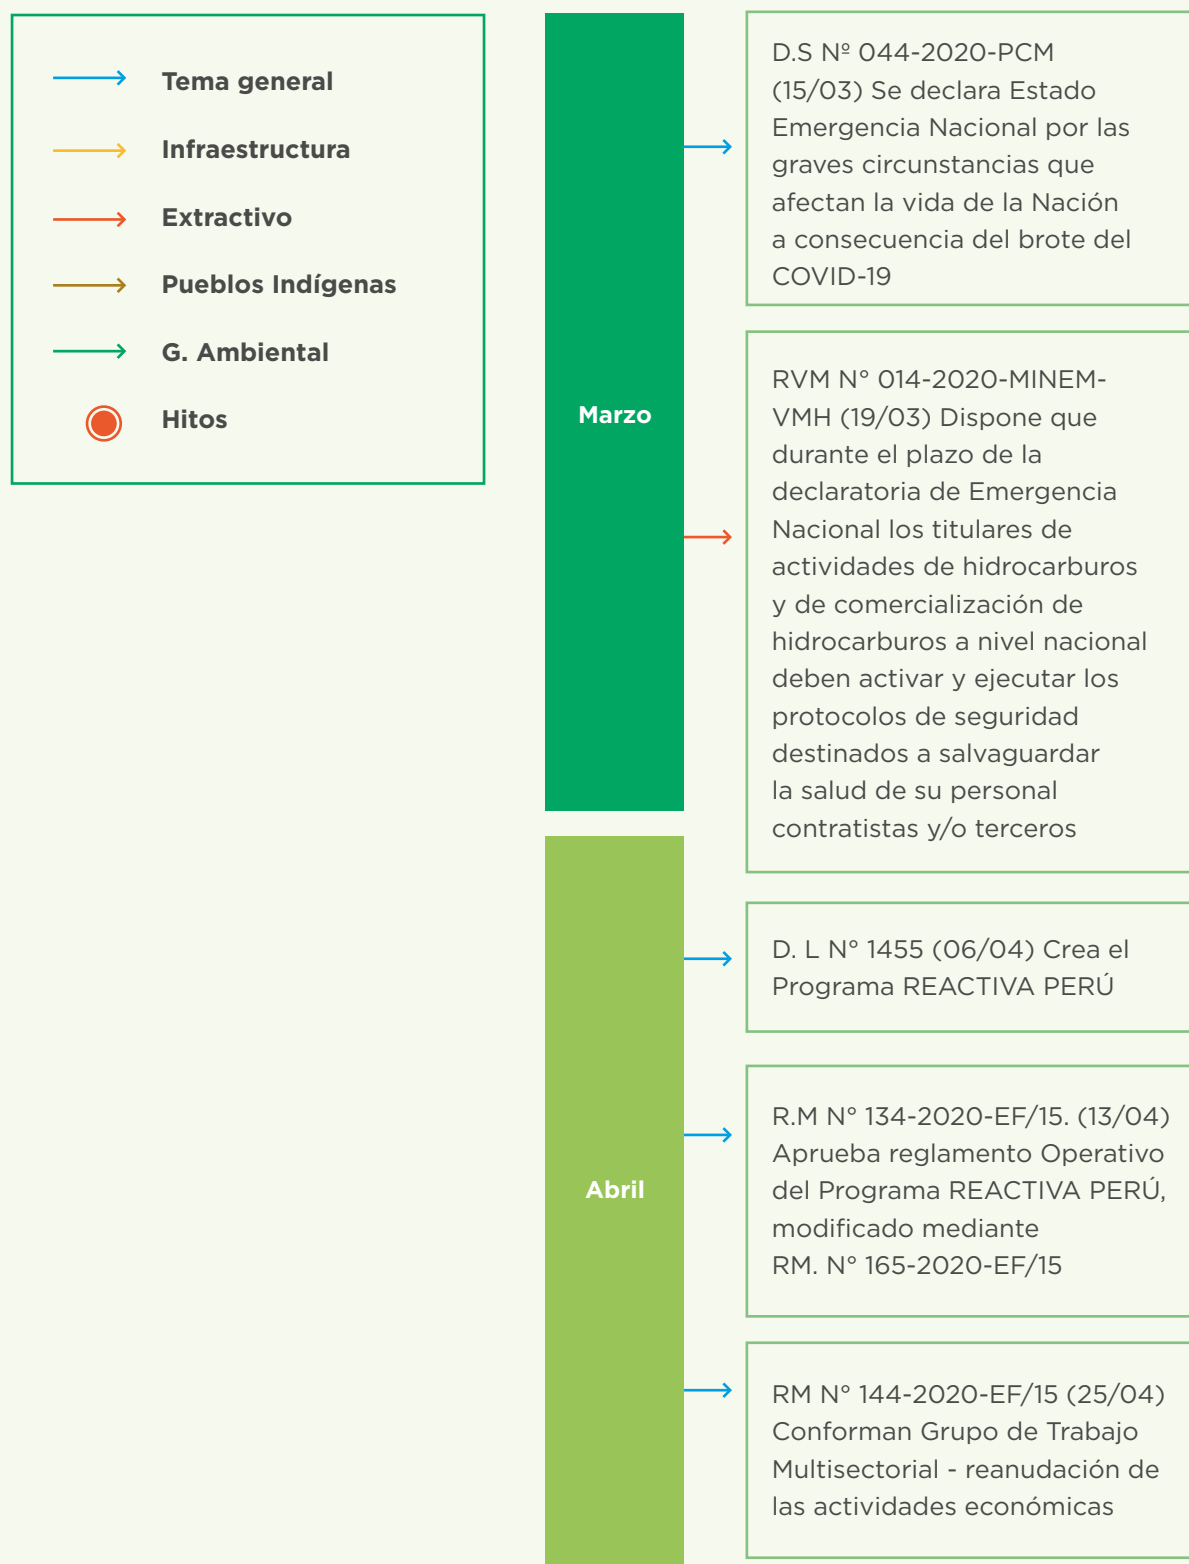 Tema general
Infraestructura
Extractivo
Pueblos Indígenas
G. Ambiental
Hitos
Marzo
D.S Nº 044-2020-PCM
(15/03) Se declara Estado
Emergencia Nacional por las
graves circunstancias que
afectan la vida de la Nación
a consecuencia del brote del
COVID-19
RVM N° 014-2020-MINEM-
VMH (19/03) Dispone que
durante el plazo de la
declaratoria de Emergencia
Nacional los titulares de
actividades de hidrocarburos
y de comercialización de
hidrocarburos a nivel nacional
deben activar y ejecutar los
protocolos de seguridad
destinados a salvaguardar
la salud de su personal
contratistas y/o terceros
Abril
D. L N° 1455 (06/04) Crea el
Programa REACTIVA PERÚ
R.M N° 134-2020-EF/15. (13/04)
Aprueba reglamento Operativo
del Programa REACTIVA PERÚ,
modificado mediante
RM. N° 165-2020-EF/15
RM N° 144-2020-EF/15 (25/04)
Conforman Grupo de Trabajo
Multisectorial - reanudación de
las actividades económicas